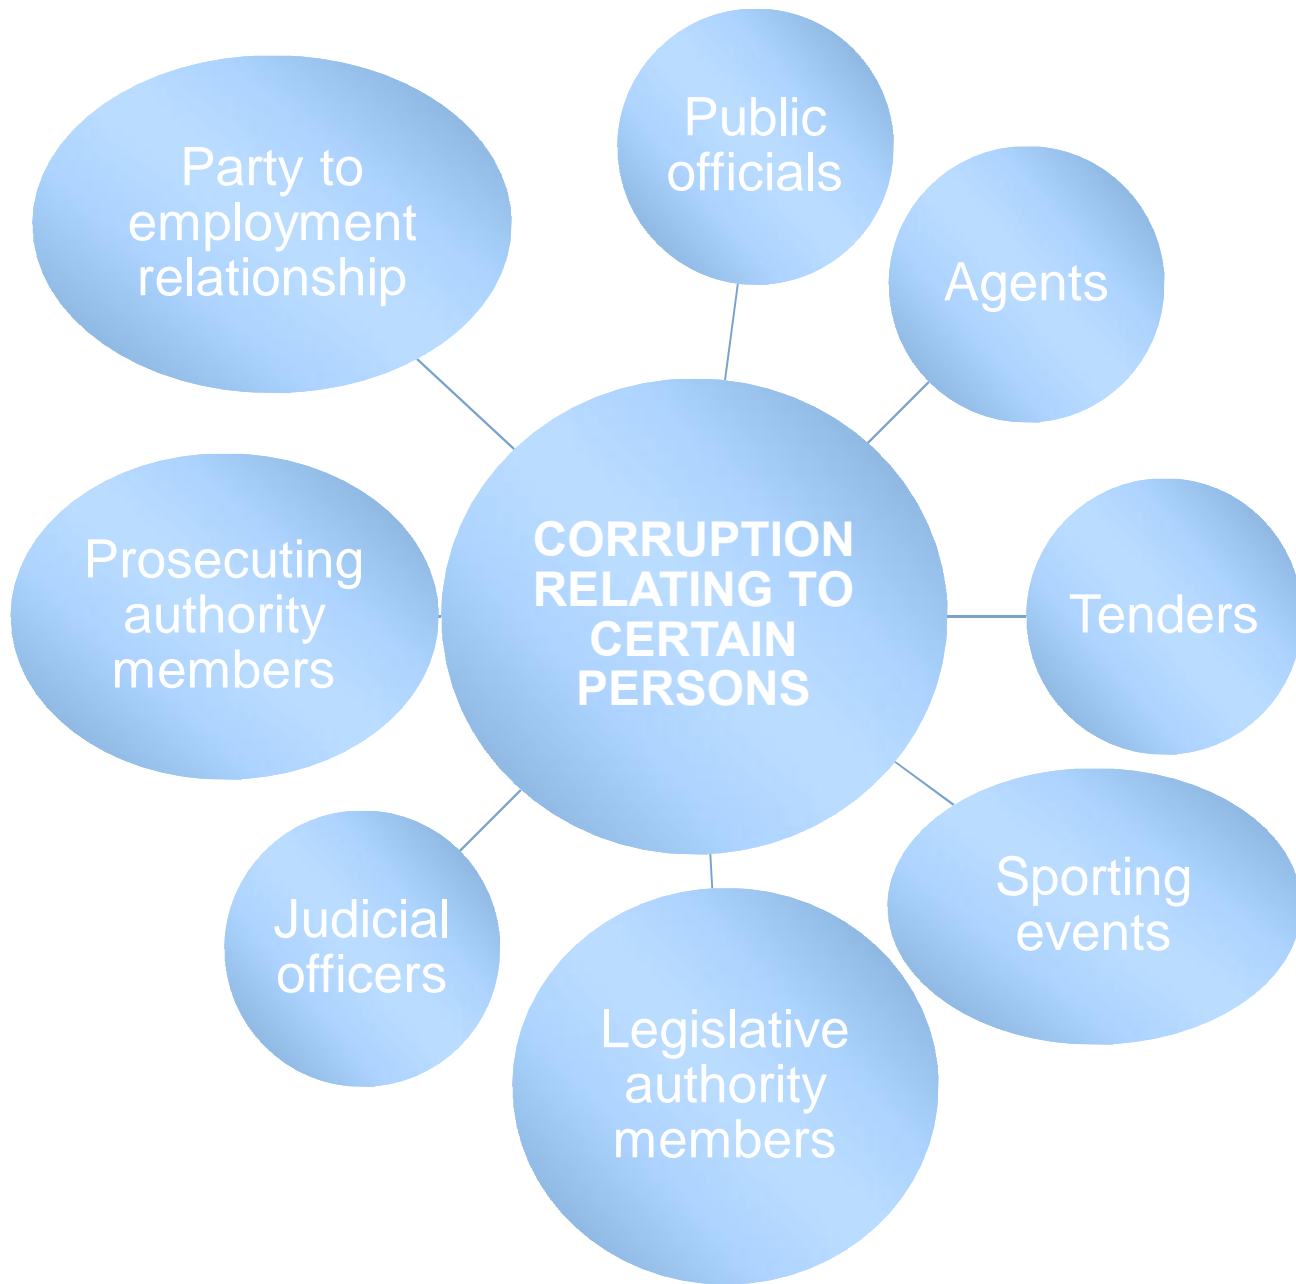 Public
officials
Party to
employment
relationship
Agents
CORRUPTION
RELATING TO
CERTAIN
PERSONS
Prosecuting
authority
members
Tenders
Sporting
events
Judicial
officers
Legislative
authority
members